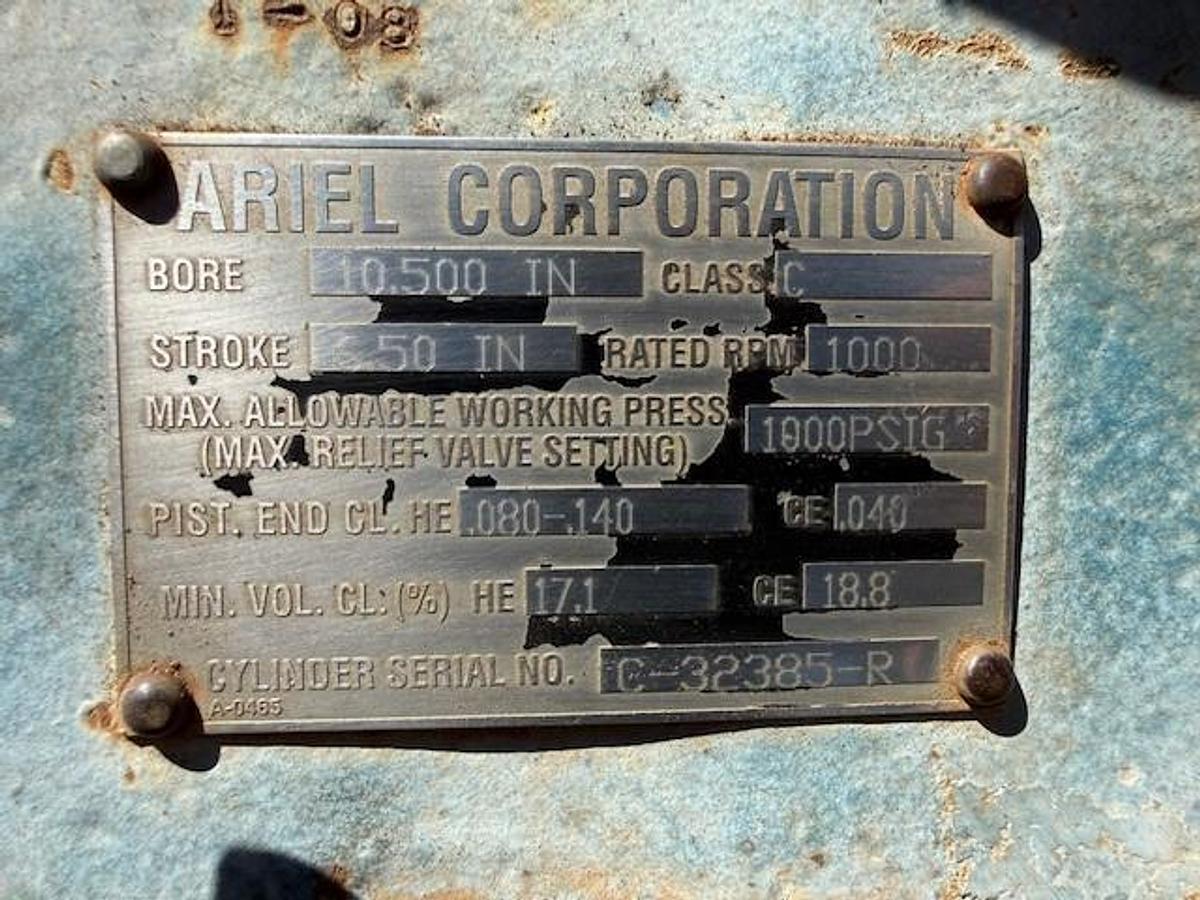 08
ARIEL CORPORATION
BORE 10.500 IN CLASS C
STROKE .50 IN RATED RPM 1000
MAX. ALLOWABLE WORKING PRESS
(MAX. RELIEF VALVE SETTING) 1000PSIG
PIST. END CL. HE .080-.140 CE .040
MIN. VOL. CL: (%) HE 17.1 CE 18.8
CYLINDER SERIAL NO. C-32385-R
A-0465